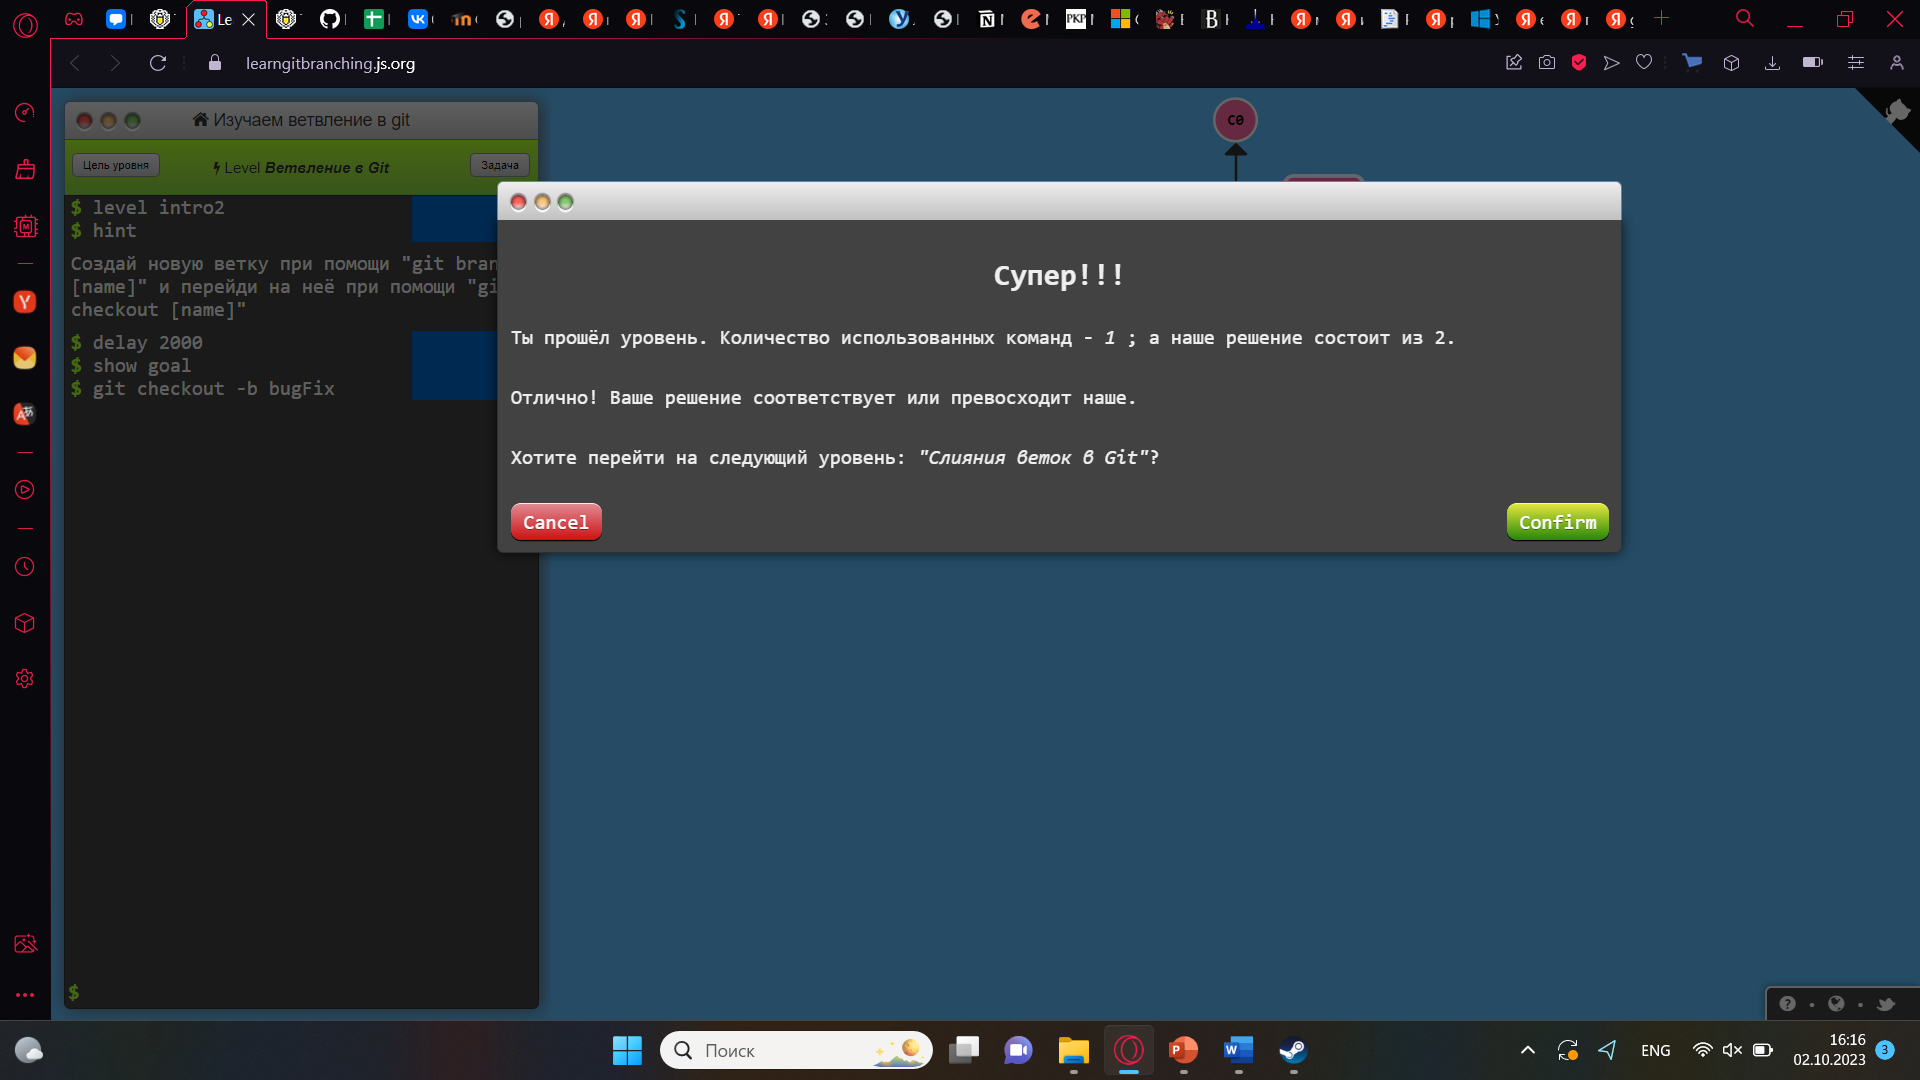 Le
learngitbranching.js.org
Изучаем ветвление в git
Цель уровня
Level Ветвление в Git
Задача
$ level intro2
$ hint
Создай новую ветку при помощи "git bran
[name]" и перейди на неё при помощи "gi
checkout [name]"
$ delay 2000
$ show goal
$ git checkout -b bugFix
$
C0
Супер!!!
Ты прошёл уровень. Количество использованных команд - 1 ; а наше решение состоит из 2.
Отлично! Ваше решение соответствует или превосходит наше.
Хотите перейти на следующий уровень: "Слияния веток в Git"?
Cancel
Confirm
Поиск
ENG
16:16
02.10.2023
3